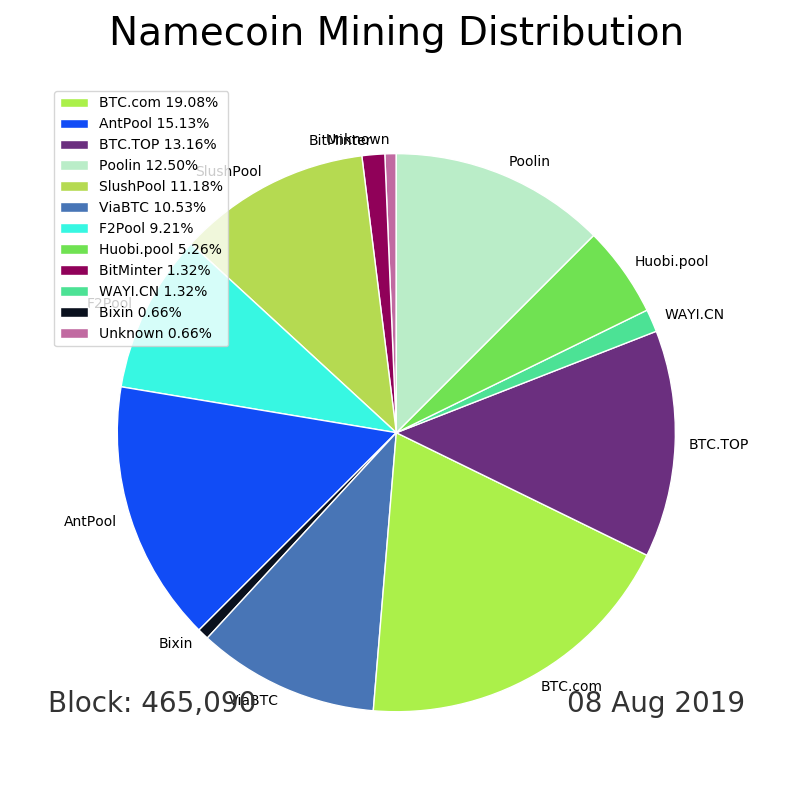 Namecoin Mining Distribution
BTC.com 19.08%
AntPool 15.13%
BTC.TOP 13.16%
Poolin 12.50%
SlushPool 11.18%
ViaBTC 10.53%
F2Pool 9.21%
Huobi.pool 5.26%
BitMinter 1.32%
WAYI.CN 1.32%
Bixin 0.66%
Unknown 0.66%
BitMinter
Unknown
Poolin
SlushPool
Huobi.pool
F2Pool
WAYI.CN
BTC.TOP
AntPool
Bixin
BTC.com
ViaBTC
Block: 465,090
08 Aug 2019